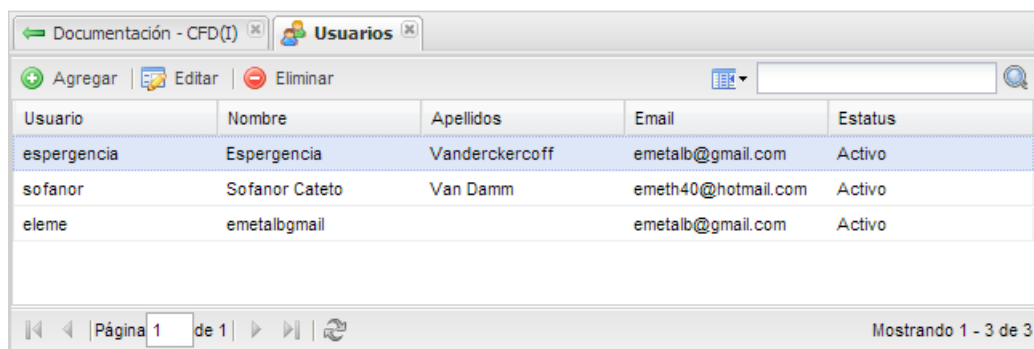 Documentación - CFD(I) Usuarios
Agregar Editar Eliminar
Usuario Nombre Apellidos Email Estatus
espergencia Espergencia Vanderckercoff emetalb@gmail.com Activo
sofanor Sofanor Cateto Van Damm emeth40@hotmail.com Activo
eleme emetalbgmail emetalb@gmail.com Activo
Página 1 de 1 Mostrando 1 - 3 de 3